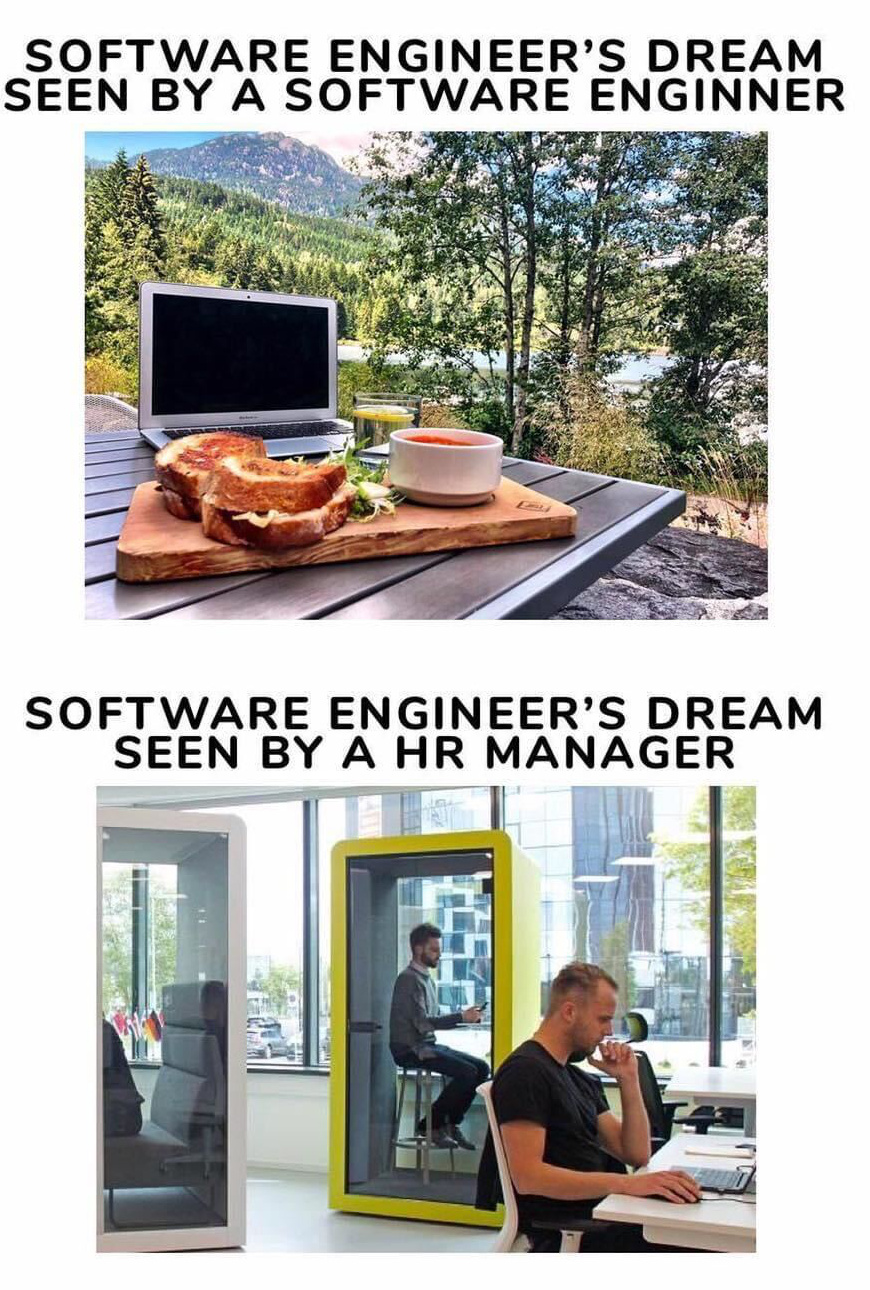 SOFTWARE ENGINEER’S DREAM
SEEN BY A SOFTWARE ENGINNER
SOFTWARE ENGINEER’S DREAM
SEEN BY A HR MANAGER